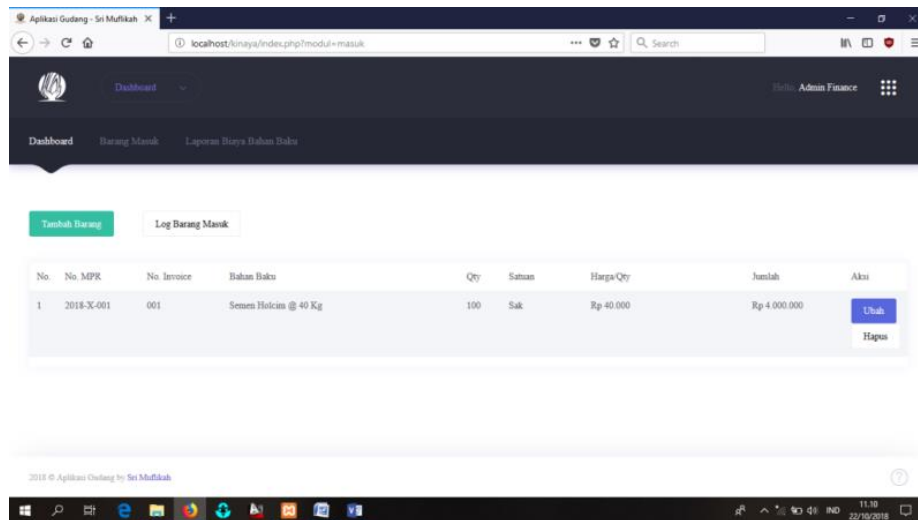 Aplikasi Gudang - Sri Muflikah
localhost/kinaya/index.php?modul=masuk
Search
Dashboard
Hello, Admin Finance
Dashboard Barang Masuk Laporan Biaya Bahan Baku
Tambah Barang Log Barang Masuk
No. No. MPR No. Invoice Bahan Baku Qty Satuan Harga/Qty Jumlah Aksi
1 2018-X-001 001 Semen Holcim @ 40 Kg 100 Sak Rp 40.000 Rp 4.000.000 Ubah
Hapus
2018 © Aplikasi Gudang by Sri Muflikah
IND 11.10
22/10/2018